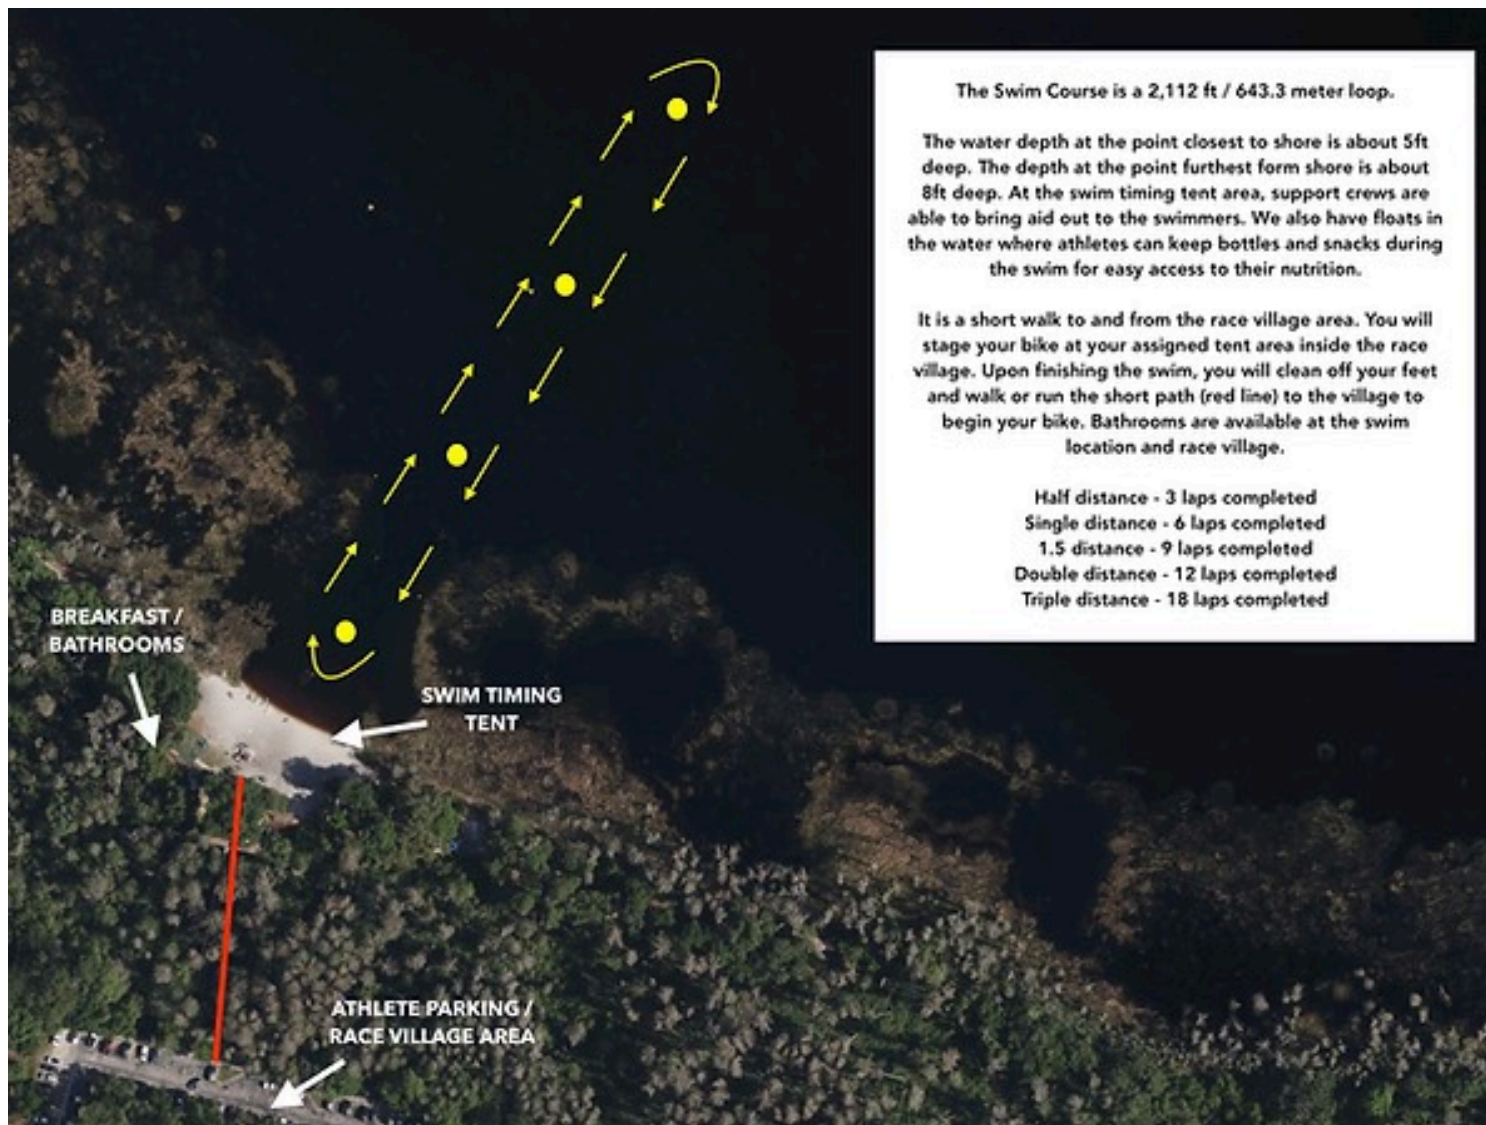 The Swim Course is a 2,112 ft / 643.3 meter loop.
The water depth at the point closest to shore is about 5ft
deep. The depth at the point furthest form shore is about
8ft deep. At the swim timing tent area, support crews are
able to bring aid out to the swimmers. We also have floats in
the water where athletes can keep bottles and snacks during
the swim for easy access to their nutrition.
It is a short walk to and from the race village area. You will
stage your bike at your assigned tent area inside the race
village. Upon finishing the swim, you will clean off your feet
and walk or run the short path (red line) to the village to
begin your bike. Bathrooms are available at the swim
location and race village.
Half distance - 3 laps completed
Single distance - 6 laps completed
1.5 distance - 9 laps completed
Double distance - 12 laps completed
Triple distance - 18 laps completed
BREAKFAST /
BATHROOMS
SWIM TIMING
TENT
ATHLETE PARKING /
RACE VILLAGE AREA